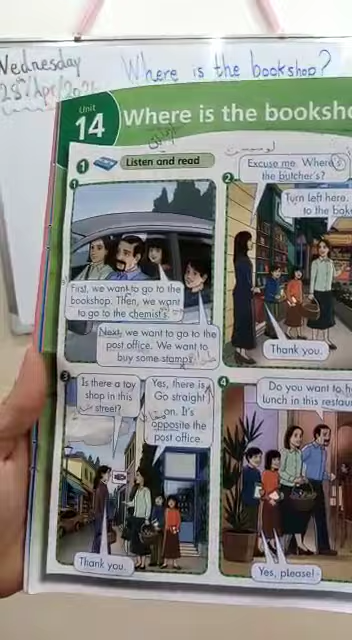 Wednesday
Where is the bookshop?
Unit
14
Where is the booksh
1
Listen and read
1
First, we want to go to the
bookshop. Then, we want
to go to the chemist's.
Next, we want to go to the
post office. We want to
buy some stamps.
2
Excuse me. Where's
the butcher's?
Turn left here.
to the bak
Thank you.
3
Is there a toy
shop in this
street?
Yes, there is.
Go straight
on. It's
opposite the
post office.
Thank you.
4
Do you want to h
lunch in this restau
Yes, please!